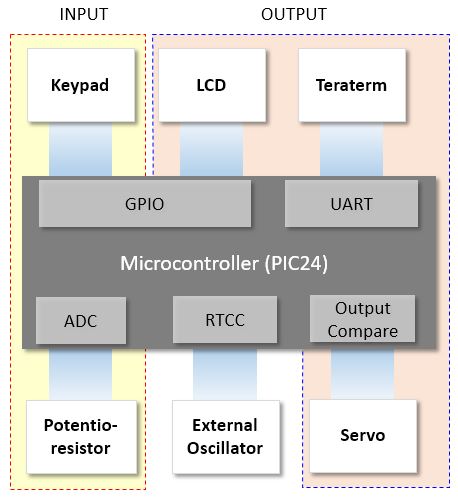 INPUT OUTPUT
Keypad LCD Teraterm
GPIO UART
Microcontroller (PIC24)
ADC RTCC Output
Compare
Potentio-
resistor
External
Oscillator
Servo